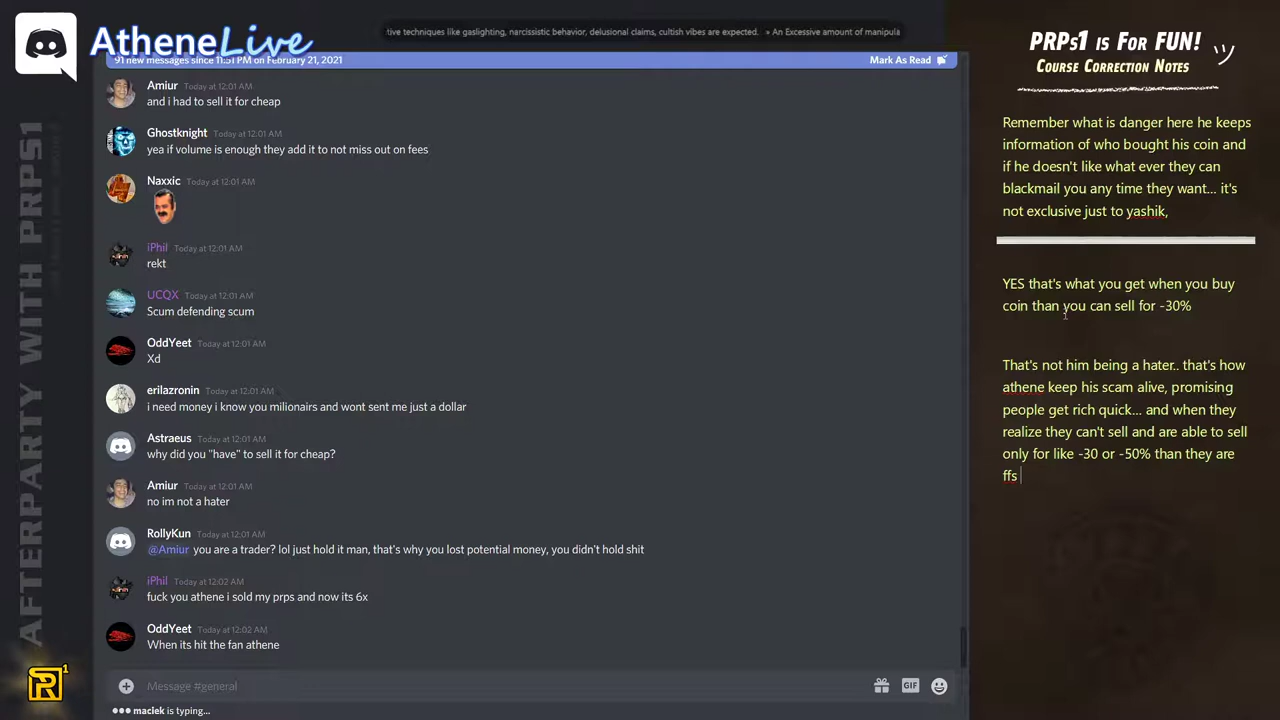 AtheneLive
tive techniques like gaslighting, narcissistic behavior, delusional claims, cultish vibes are expected. » An Excessive amount of manipula
91 new messages since 11:51 PM on February 21, 2021
Mark As Read
AFTERPARTY WITH PRPS1
Amiur Today at 12:01 AM
and i had to sell it for cheap
Ghostknight Today at 12:01 AM
yea if volume is enough they add it to not miss out on fees
Naxxic Today at 12:01 AM
iPhil Today at 12:01 AM
rekt
UCQX Today at 12:01 AM
Scum defending scum
OddYeet Today at 12:01 AM
Xd
erilazronin Today at 12:01 AM
i need money i know you milionairs and wont sent me just a dollar
Astraeus Today at 12:01 AM
why did you "have" to sell it for cheap?
Amiur Today at 12:01 AM
no im not a hater
RollyKun Today at 12:01 AM
@Amiur you are a trader? lol just hold it man, that's why you lost potential money, you didn't hold shit
iPhil Today at 12:02 AM
fuck you athene i sold my prps and now its 6x
OddYeet Today at 12:02 AM
When its hit the fan athene
Message #general
GIF
maciek is typing...
PRPs1 is For FUN!
Course Correction Notes
ツ
Remember what is danger here he keeps
information of who bought his coin and
if he doesn't like what ever they can
blackmail you any time they want... it's
not exclusive just to yashik,
YES that's what you get when you buy
coin than you can sell for -30%
That's not him being a hater.. that's how
athene keep his scam alive, promising
people get rich quick... and when they
realize they can't sell and are able to sell
only for like -30 or -50% than they are
ffs